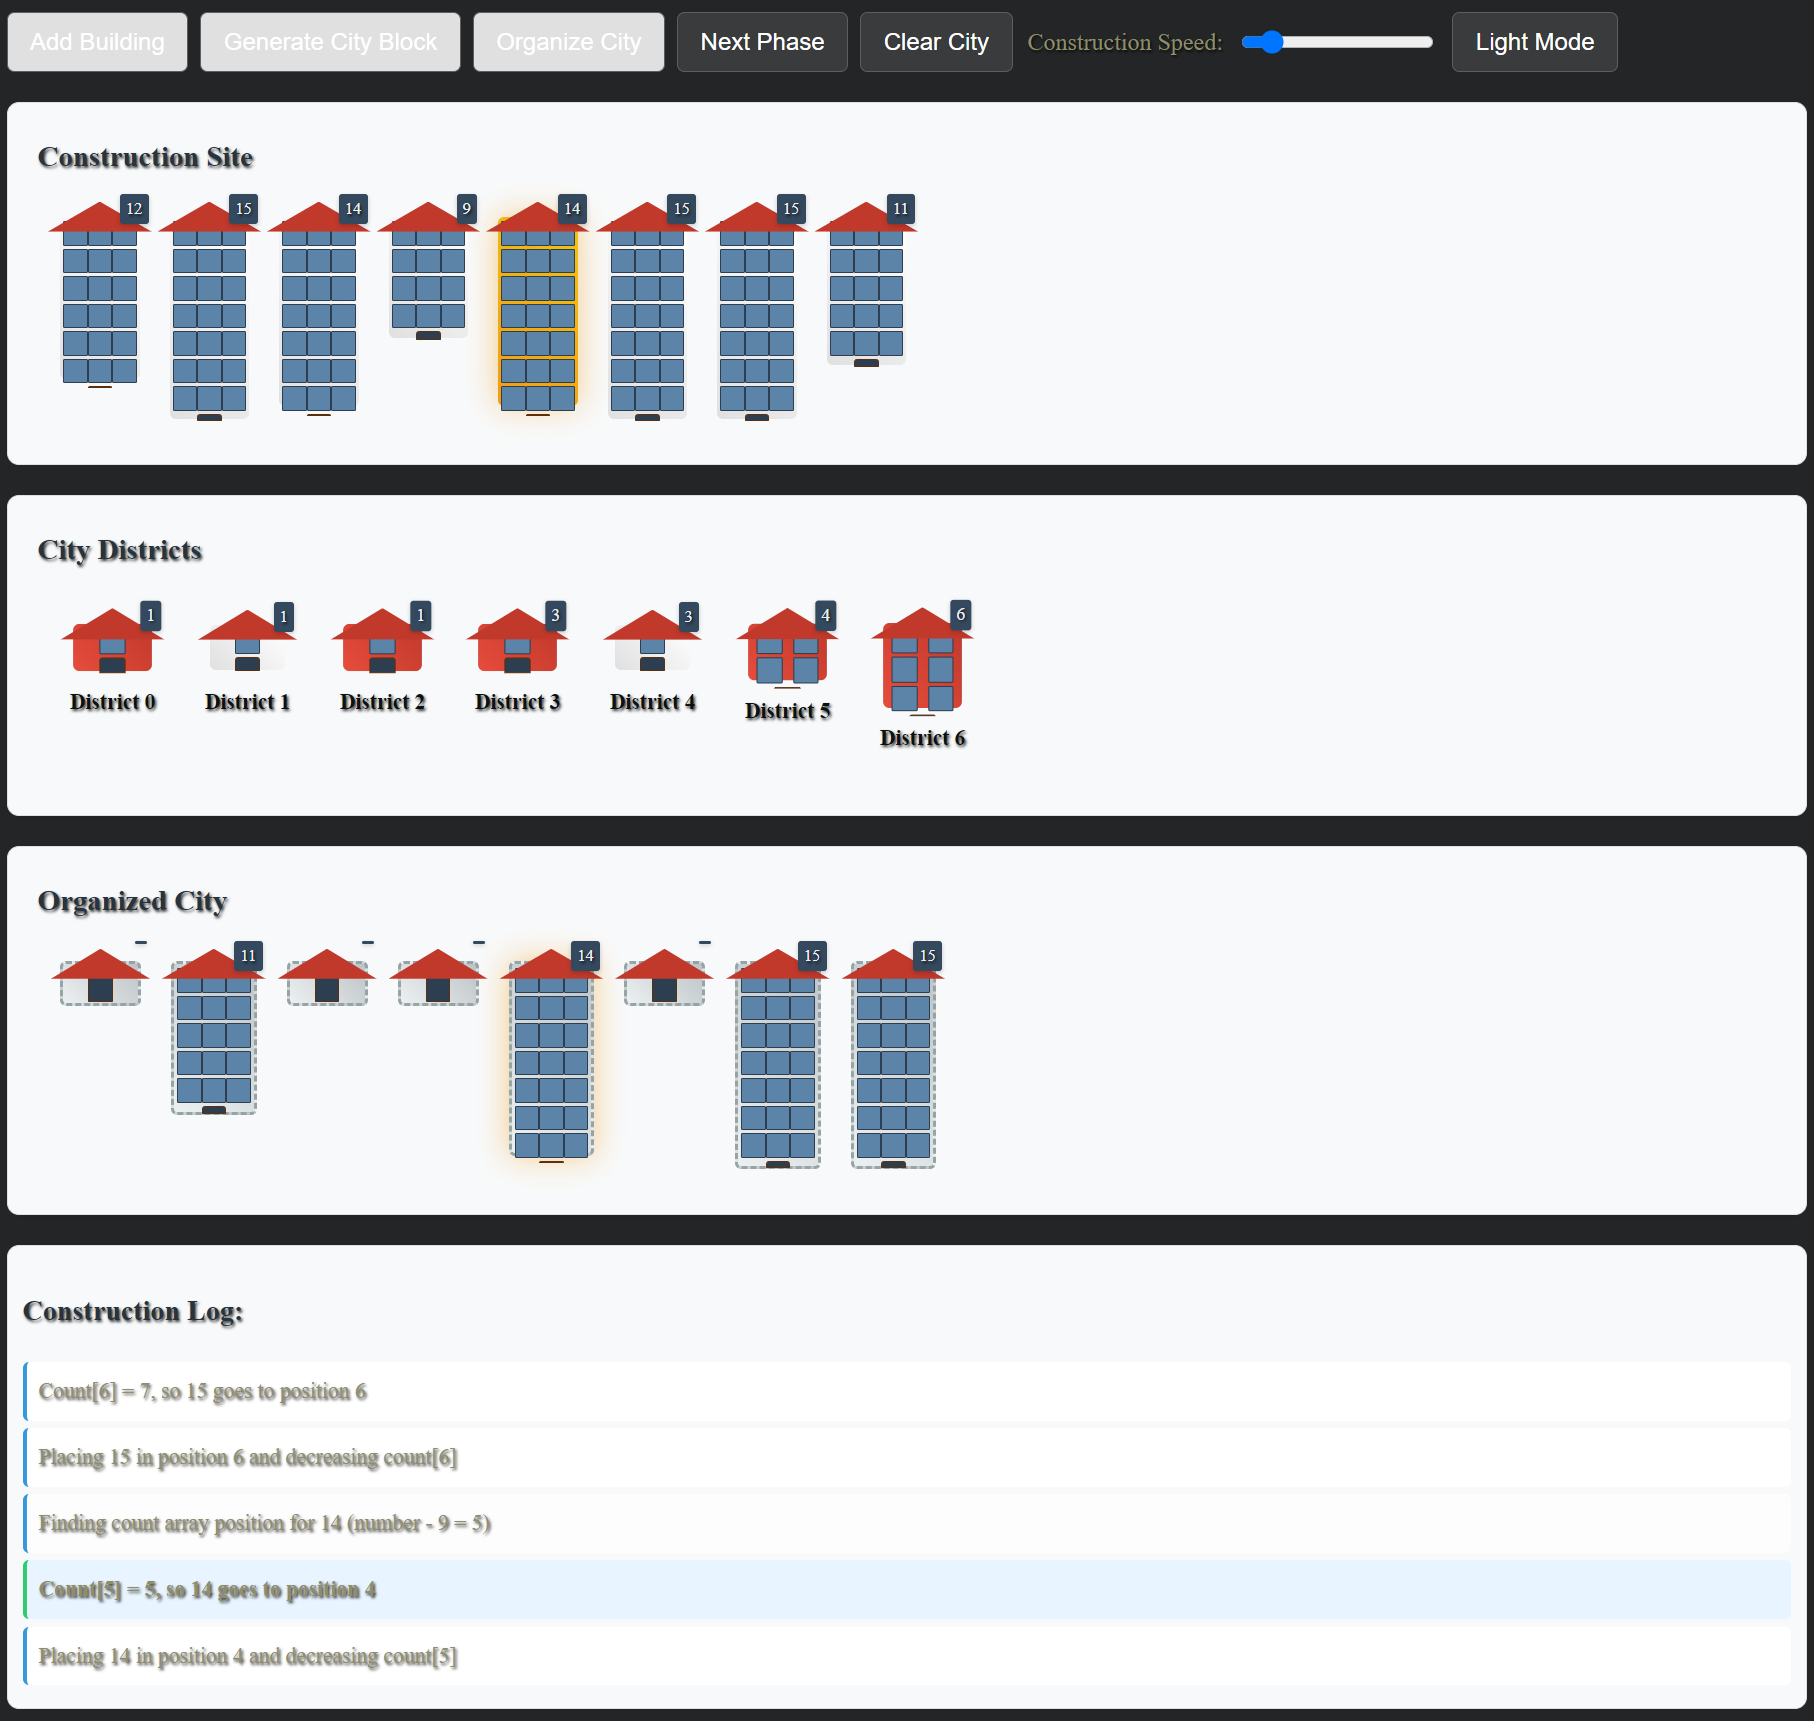 Add Building Generate City Block Organize City Next Phase Clear City Construction Speed: Light Mode
Construction Site
12 15 14 9 14 15 15 11
City Districts
1 1 1 3 3 4 6
District 0 District 1 District 2 District 3 District 4 District 5 District 6
Organized City
11 14 15 15
Construction Log:
Count[6] = 7, so 15 goes to position 6
Placing 15 in position 6 and decreasing count[6]
Finding count array position for 14 (number - 9 = 5)
Count[5] = 5, so 14 goes to position 4
Placing 14 in position 4 and decreasing count[5]